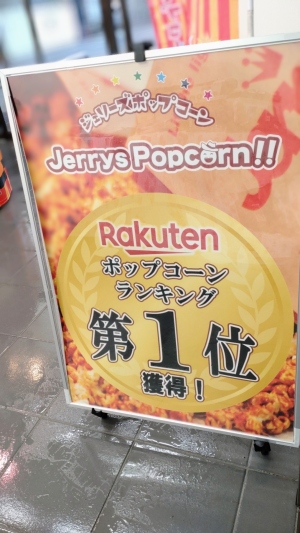 ジェリーズポップコーン
Jerrys Popcorn!!
Rakuten
ポップコーン
ランキング
第1位
獲得！